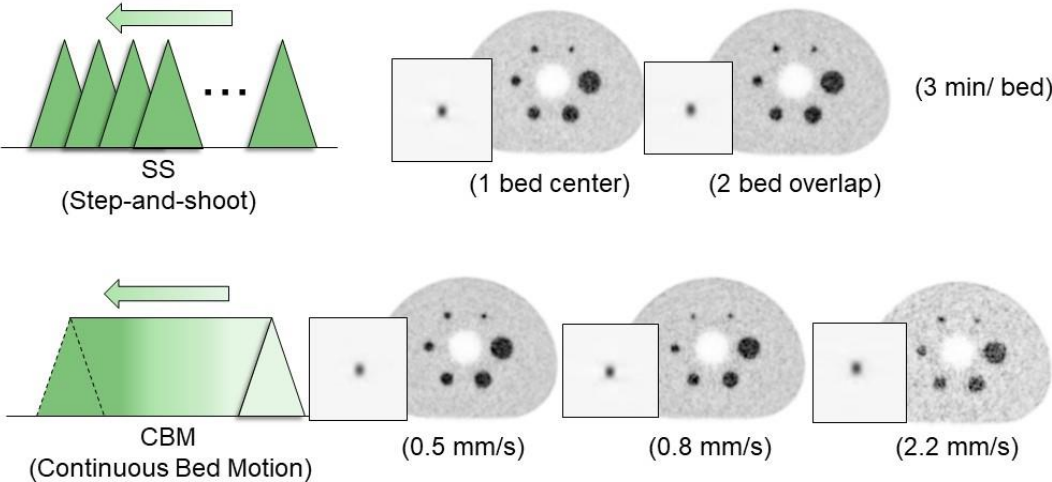 SS
(Step-and-shoot)
(1 bed center)
(2 bed overlap)
(3 min/ bed)
CBM
(Continuous Bed Motion)
(0.5 mm/s)
(0.8 mm/s)
(2.2 mm/s)